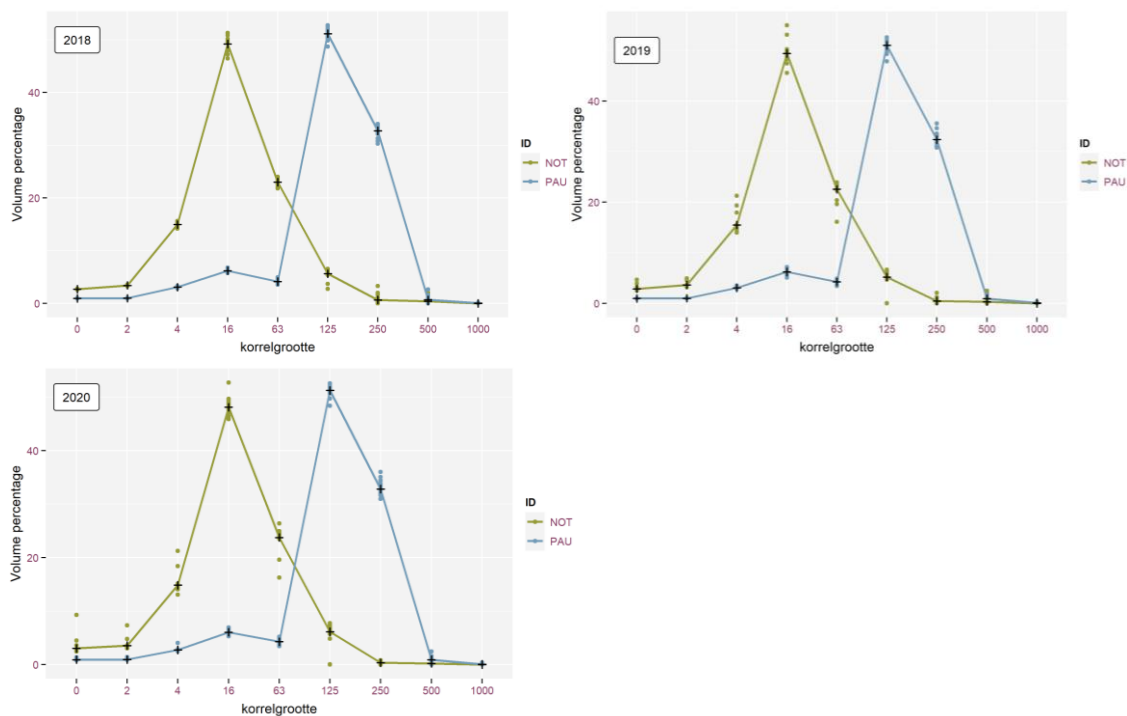 2018
Volume percentage
40
20
0
0 2 4 16 63 125 250 500 1000
korrelgrootte
ID
NOT
PAU
2019
Volume percentage
40
20
0
0 2 4 16 63 125 250 500 1000
korrelgrootte
ID
NOT
PAU
2020
Volume percentage
40
20
0
0 2 4 16 63 125 250 500 1000
korrelgrootte
ID
NOT
PAU